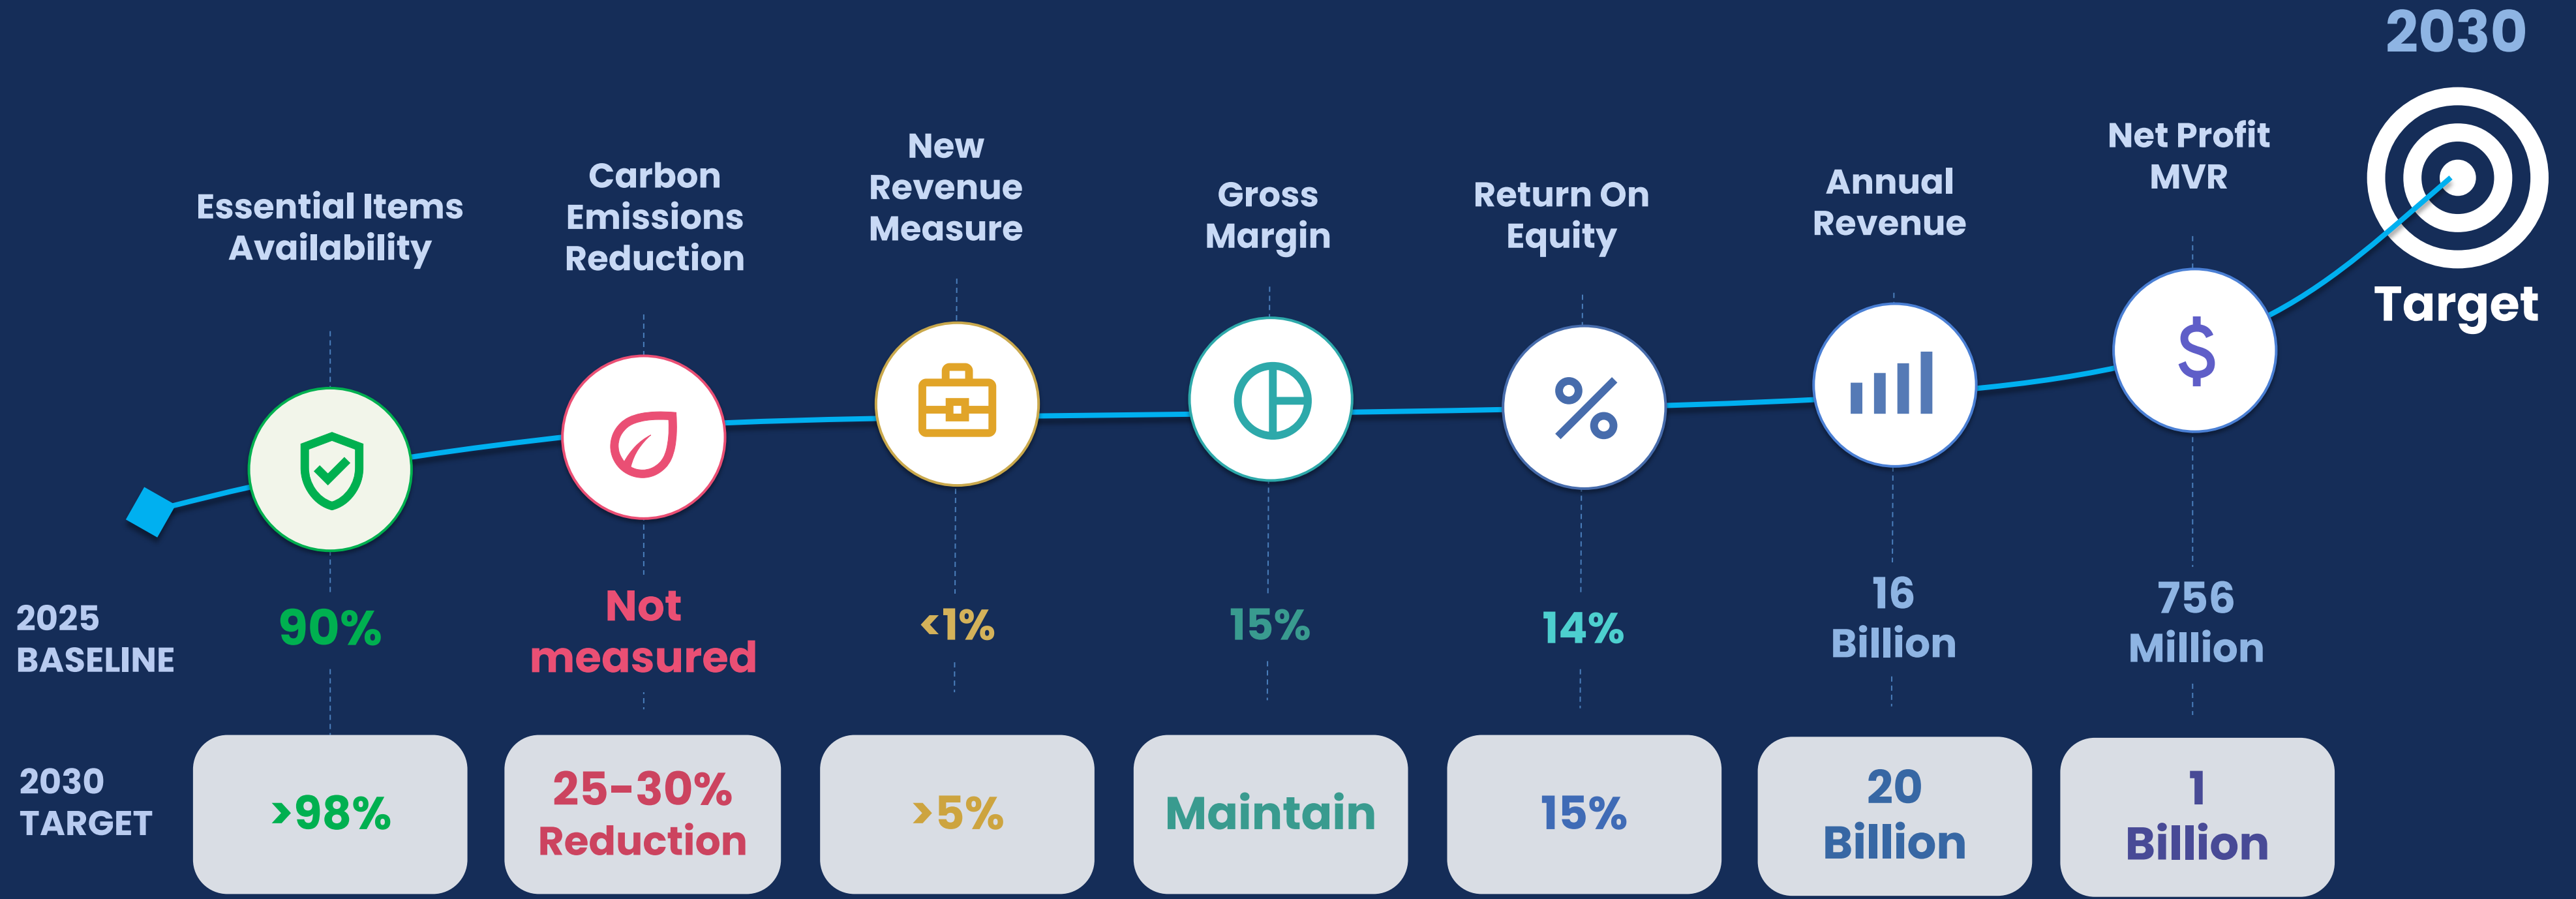 2030
Target
Essential Items
Availability
Carbon
Emissions
Reduction
New
Revenue
Measure
Gross
Margin
Return On
Equity
Annual
Revenue
Net Profit
MVR
$
2025
BASELINE
90%
Not
measured
<1%
15%
14%
16
Billion
756
Million
2030
TARGET
>98%
25-30%
Reduction
>5%
Maintain
15%
20
Billion
1
Billion